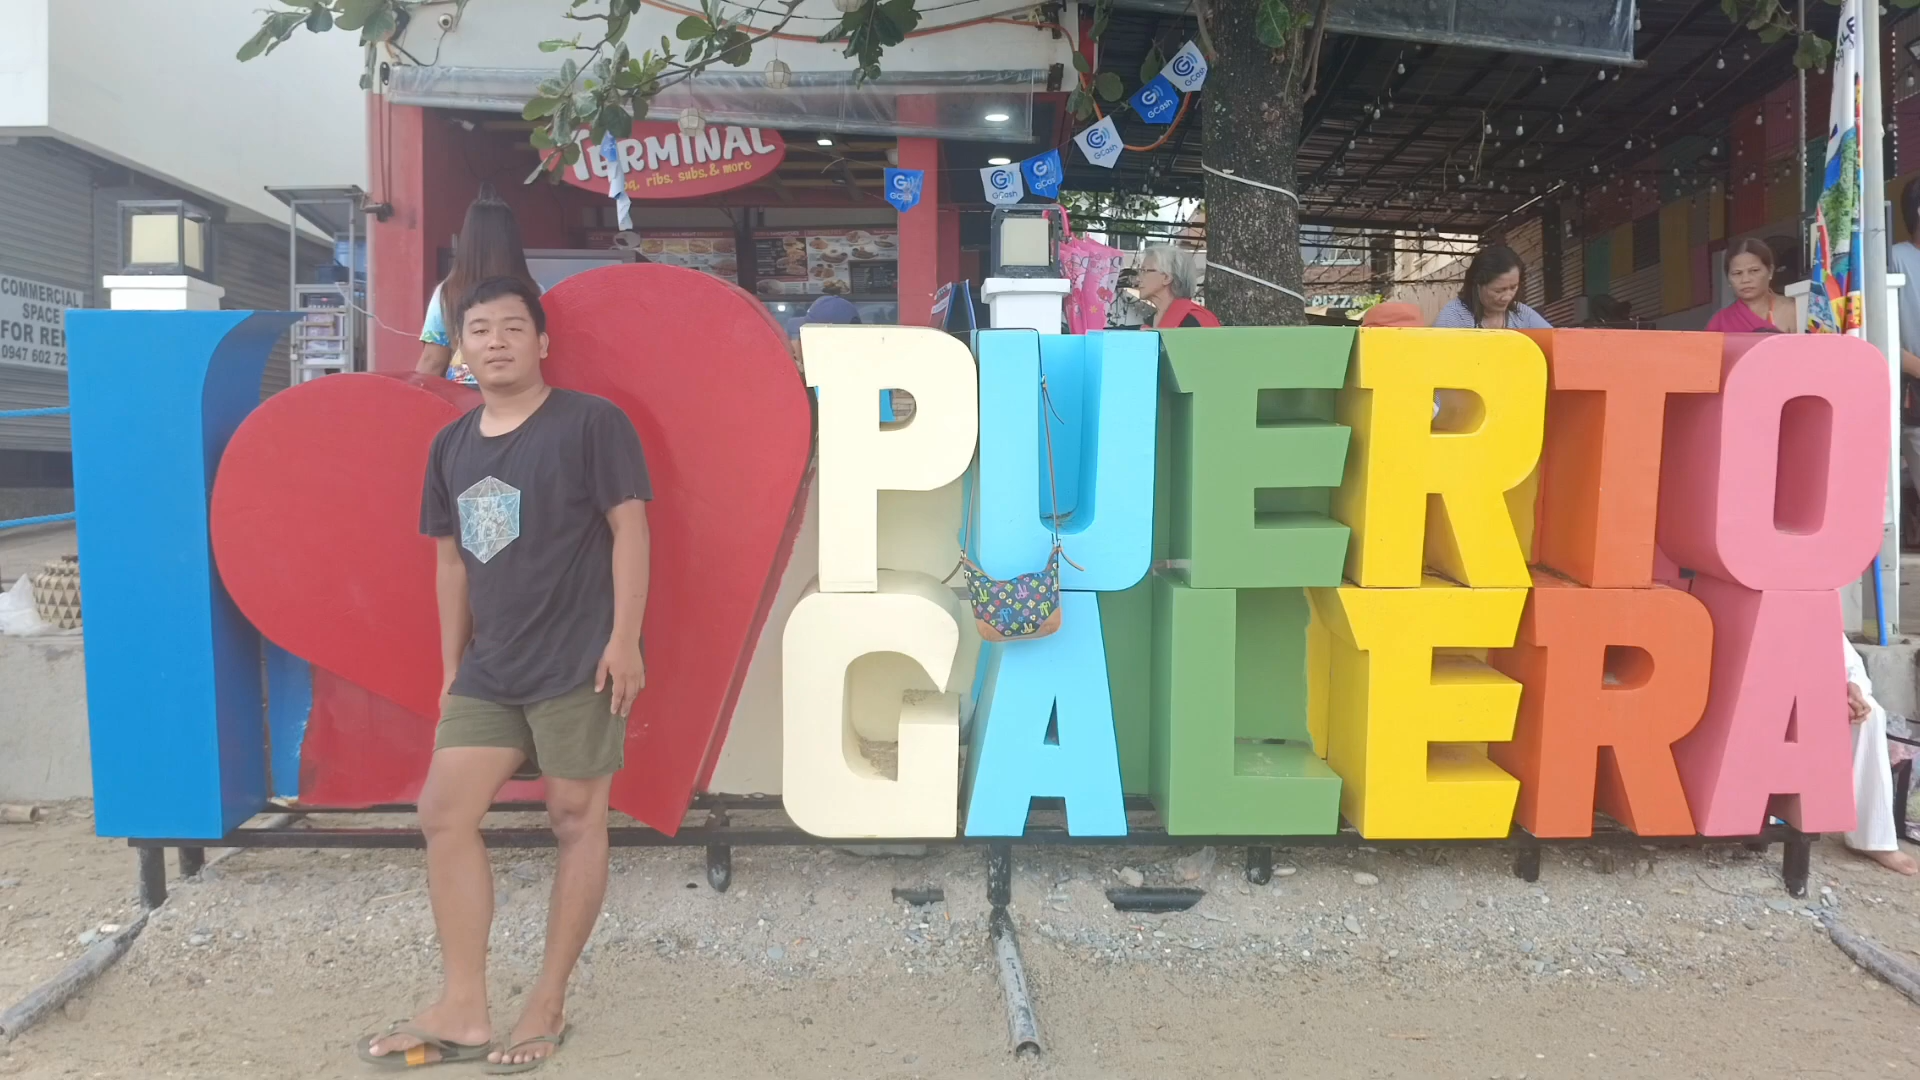 TERMINAL
ribs, subs, & more
GCash
GCash
GCash
GCash
GCash
GCash
COMMERCIAL
SPACE
FOR REN
0947 602 72
PIZZA
I
PUERTO
GALERA